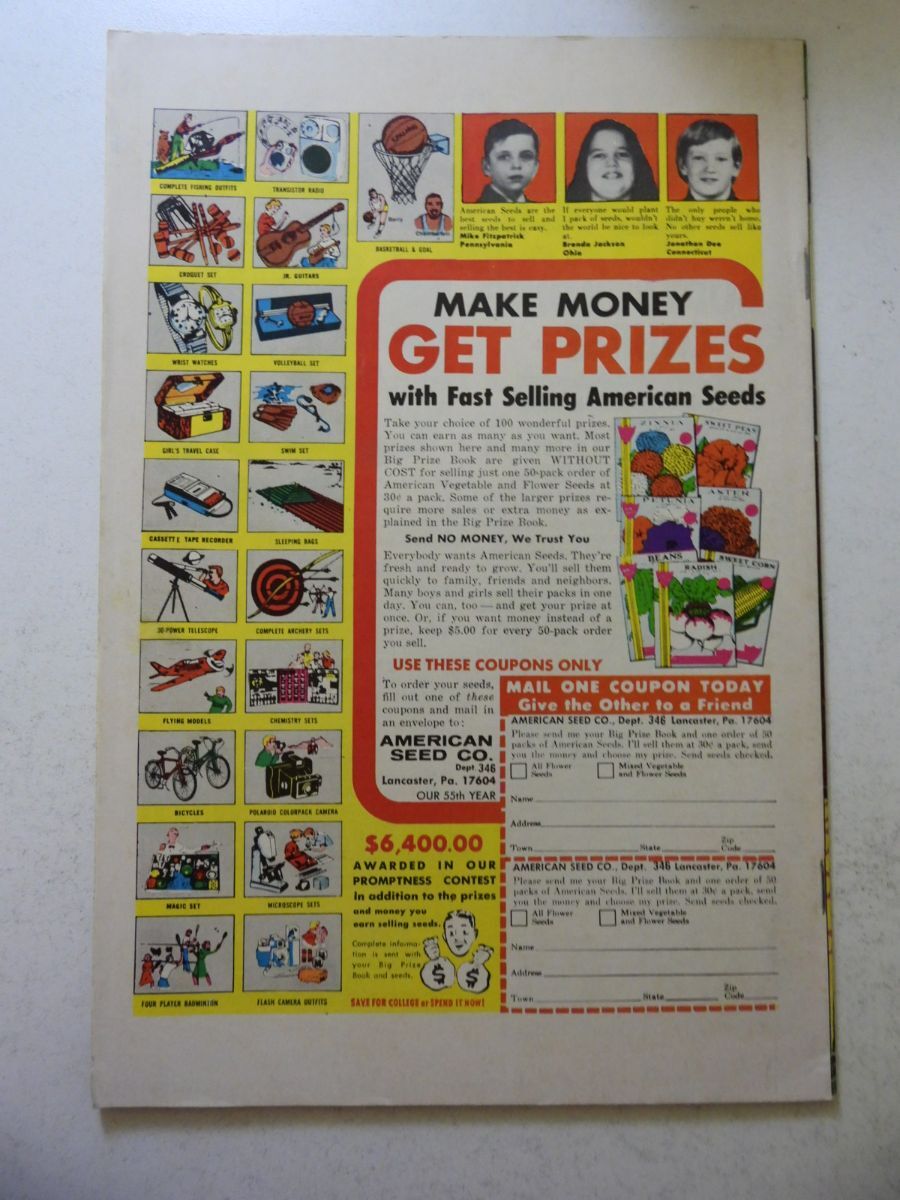 COMPLETE FISHING OUTFITS
TRANSISTOR RADIO
SPALDING
BASKETBALL & GOAL
CROQUET SET
JR. GUITARS
WRIST WATCHES
VOLLEYBALL SET
GIRL'S TRAVEL CASE
SWIM SET
CASSETTE TAPE RECORDER
SLEEPING BAGS
30-POWER TELESCOPE
COMPLETE ARCHERY SETS
FLYING MODELS
CHEMISTRY SETS
BICYCLES
POLAROID COLORPACK CAMERA
MAGIC SET
MICROSCOPE SETS
FOUR PLAYER BADMINTON
FLASH CAMERA OUTFITS
American Seeds are the
best seeds to sell and
selling the best is easy.
Mike Fitzpatrick
Pennsylvania
If everyone would plant
1 pack of seeds, wouldn't
the world be nice to look
at.
Brenda Jackson
Ohio
The only people who
didn't buy weren't home.
No other seeds sell like
yours.
Jonathan Dee
Connecticut
MAKE MONEY
GET PRIZES
with Fast Selling American Seeds
Take your choice of 100 wonderful prizes.
You can earn as many as you want. Most
prizes shown here and many more in our
Big Prize Book are given WITHOUT
COST for selling just one 50-pack order of
American Vegetable and Flower Seeds at
30¢ a pack. Some of the larger prizes re-
quire more sales or extra money as ex-
plained in the Big Prize Book.
Send NO MONEY, We Trust You
Everybody wants American Seeds. They're
fresh and ready to grow. You'll sell them
quickly to family, friends and neighbors.
Many boys and girls sell their packs in one
day. You can, too — and get your prize at
once. Or, if you want money instead of a
prize, keep $5.00 for every 50-pack order
you sell.
ZINNIA
SWEET PEAS
PETUNIA
ASTER
BEANS
RADISH
SWEET CORN
USE THESE COUPONS ONLY
To order your seeds,
fill out one of these
coupons and mail in
an envelope to:
AMERICAN
SEED CO.
Dept. 346
Lancaster, Pa. 17604
OUR 55th YEAR
MAIL ONE COUPON TODAY
Give the Other to a Friend
AMERICAN SEED CO., Dept. 346 Lancaster, Pa. 17604
Please send me your Big Prize Book and one order of 50
packs of American Seeds. I'll sell them at 30¢ a pack, send
you the money and choose my prize. Send seeds checked.
All Flower
Seeds
Mixed Vegetable
and Flower Seeds
Name
Address
Town State Zip Code
AMERICAN SEED CO., Dept. 346 Lancaster, Pa. 17604
Please send me your Big Prize Book and one order of 50
packs of American Seeds. I'll sell them at 30¢ a pack, send
you the money and choose my prize. Send seeds checked.
All Flower
Seeds
Mixed Vegetable
and Flower Seeds
Name
Address
Town State Zip Code
$6,400.00
AWARDED IN OUR
PROMPTNESS CONTEST
in addition to the prizes
and money you
earn selling seeds.
Complete informa-
tion is sent with
your Big Prize
Book and seeds.
$ $
SAVE FOR COLLEGE or SPEND IT NOW!